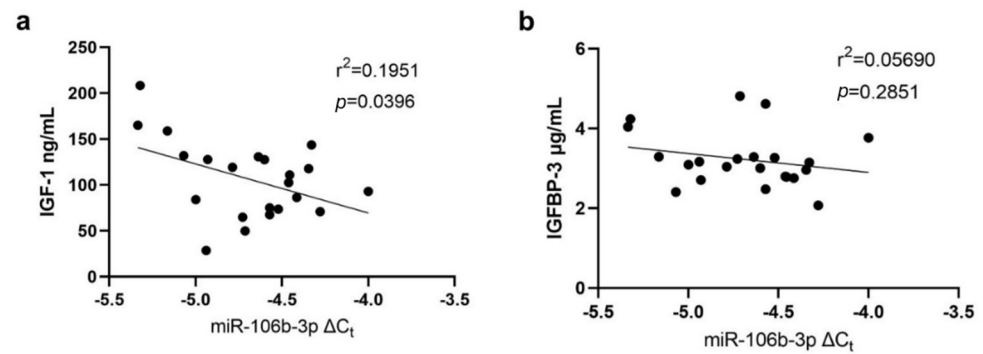 a
IGF-1 ng/mL
250
200
150
100
50
0
r²=0.1951
p=0.0396
-5.5 -5.0 -4.5 -4.0 -3.5
miR-106b-3p ΔCt
b
IGFBP-3 µg/mL
6
4
2
0
r²=0.05690
p=0.2851
-5.5 -5.0 -4.5 -4.0 -3.5
miR-106b-3p ΔCt